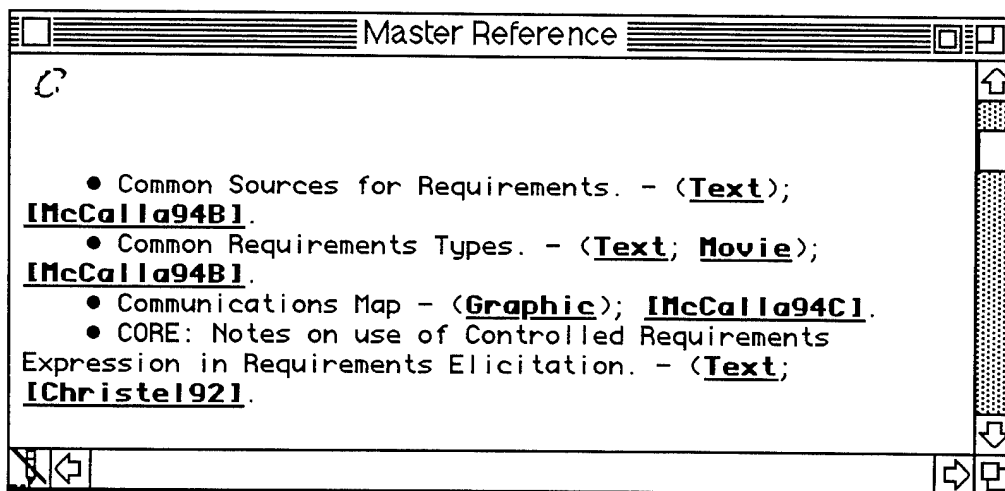 Master Reference
C
● Common Sources for Requirements. - (Text);
[McCalla94B].
● Common Requirements Types. - (Text; Movie);
[McCalla94B].
● Communications Map - (Graphic); [McCalla94C].
● CORE: Notes on use of Controlled Requirements
Expression in Requirements Elicitation. - (Text;
[Christel92].